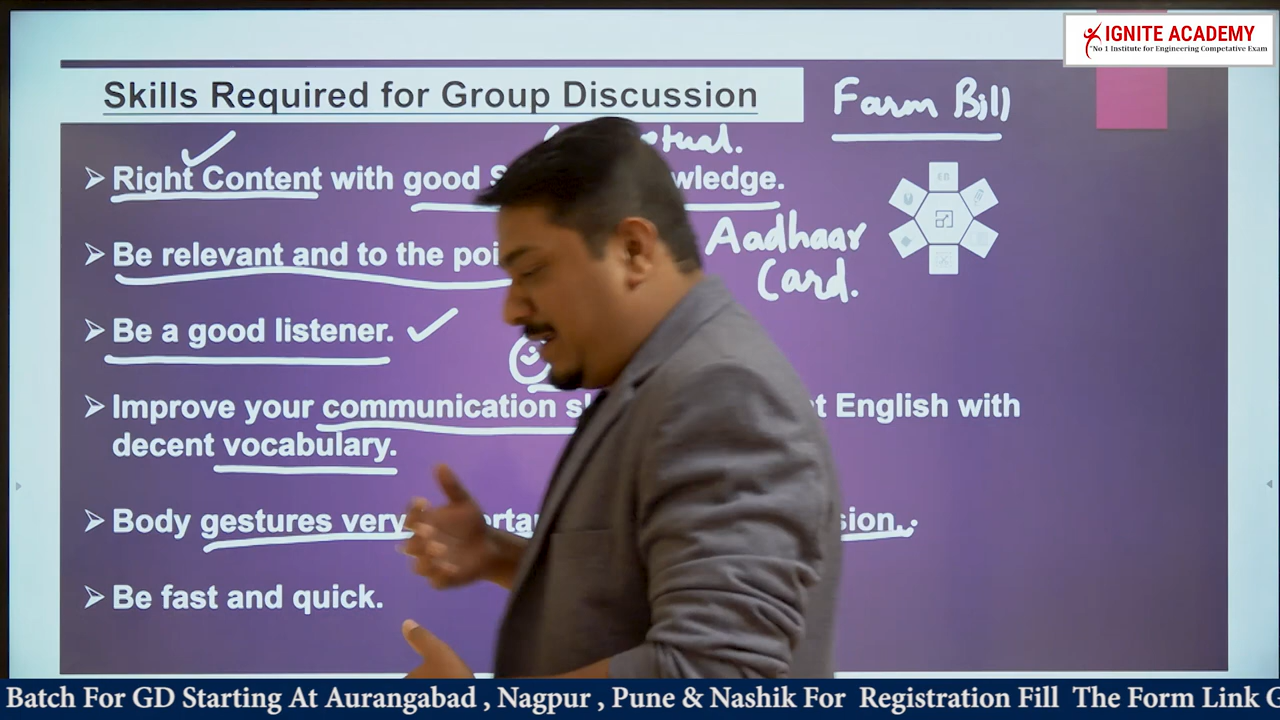 IGNITE ACADEMY
"No 1 Institute for Engineering Competative Exam
Skills Required for Group Discussion
Farm Bill
➢ Right Content with good
➢ Be relevant and to the
Aadhaar
Card.
➢ Be a good listener.
➢ Improve your communication English with
decent vocabulary.
➢ Body gestures very
➢ Be fast and quick.
Batch For GD Starting At Aurangabad , Nagpur , Pune & Nashik For Registration Fill The Form Link